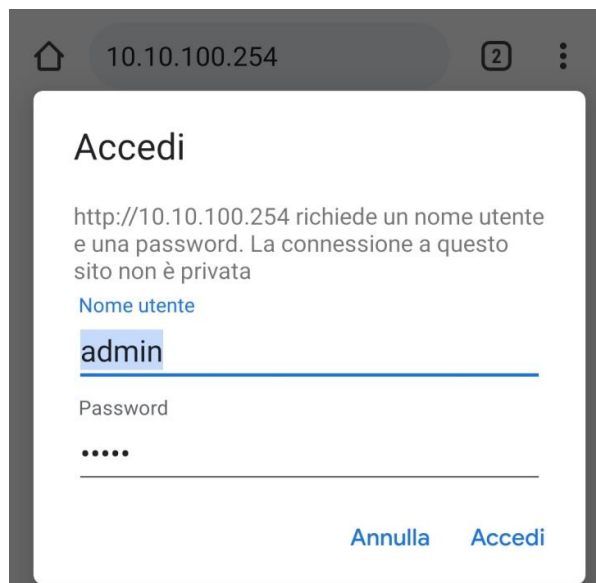 10.10.100.254
2
Accedi
http://10.10.100.254 richiede un nome utente
e una password. La connessione a questo
sito non è privata
Nome utente
admin
Password
•••••
Annulla Accedi